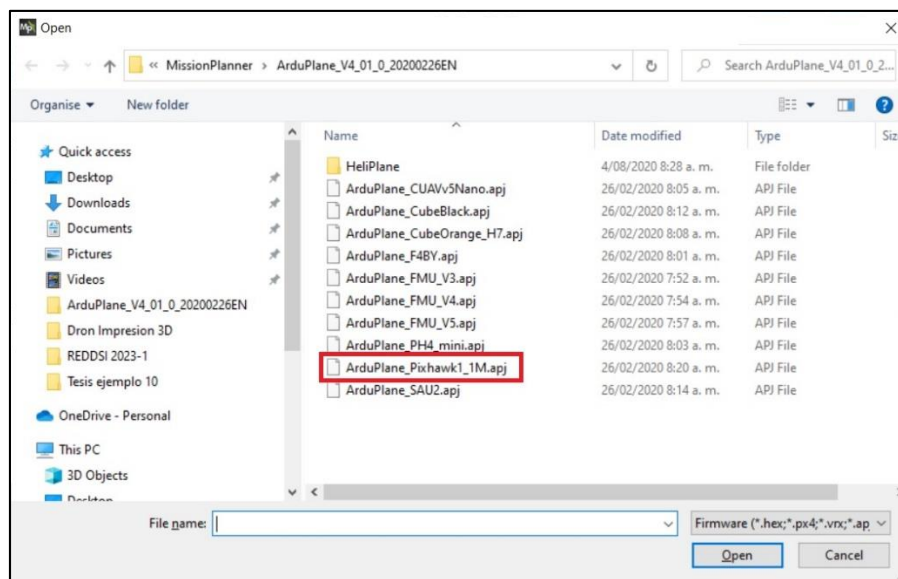 Mp Open
« MissionPlanner > ArduPlane_V4_01_0_20200226EN
Search ArduPlane_V4_01_0_2...
Organise
New folder
Name Date modified Type Siz
Quick access
Desktop
Downloads
Documents
Pictures
Videos
ArduPlane_V4_01_0_20200226EN
Dron Impresion 3D
REDDSI 2023-1
Tesis ejemplo 10
OneDrive - Personal
This PC
3D Objects
Desktop
HeliPlane 4/08/2020 8:28 a. m. File folder
ArduPlane_CUAVv5Nano.apj 26/02/2020 8:05 a. m. APJ File
ArduPlane_CubeBlack.apj 26/02/2020 8:12 a. m. APJ File
ArduPlane_CubeOrange_H7.apj 26/02/2020 8:08 a. m. APJ File
ArduPlane_F4BY.apj 26/02/2020 8:01 a. m. APJ File
ArduPlane_FMU_V3.apj 26/02/2020 7:52 a. m. APJ File
ArduPlane_FMU_V4.apj 26/02/2020 7:54 a. m. APJ File
ArduPlane_FMU_V5.apj 26/02/2020 7:57 a. m. APJ File
ArduPlane_PH4_mini.apj 26/02/2020 8:03 a. m. APJ File
ArduPlane_Pixhawk1_1M.apj 26/02/2020 8:20 a. m. APJ File
ArduPlane_SAU2.apj 26/02/2020 8:14 a. m. APJ File
File name:
Firmware (*.hex;*.px4;*.vrx;*.ap
Open Cancel